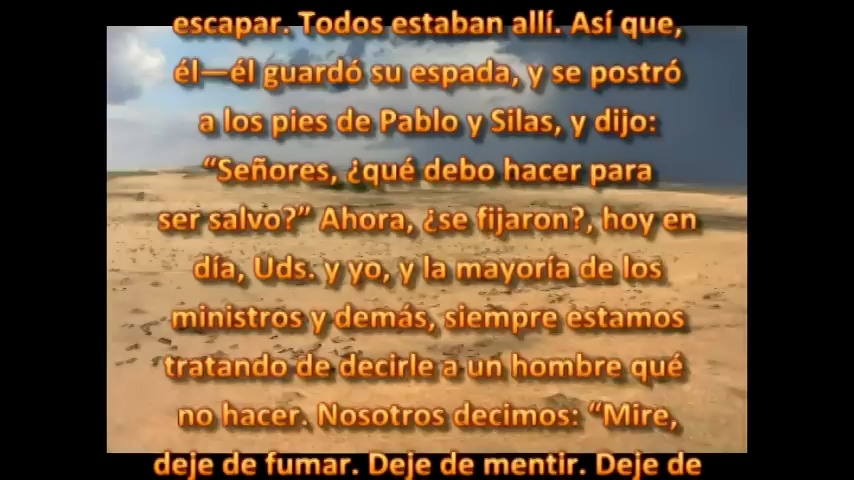 escapar. Todos estaban allí. Así que,
él—él guardó su espada, y se postró
a los pies de Pablo y Silas, y dijo:
“Señores, ¿qué debo hacer para
ser salvo?” Ahora, ¿se fijaron?, hoy en
día, Uds. y yo, y la mayoría de los
ministros y demás, siempre estamos
tratando de decirle a un hombre qué
no hacer. Nosotros decimos: “Mire,
deje de fumar. Deje de mentir. Deje de